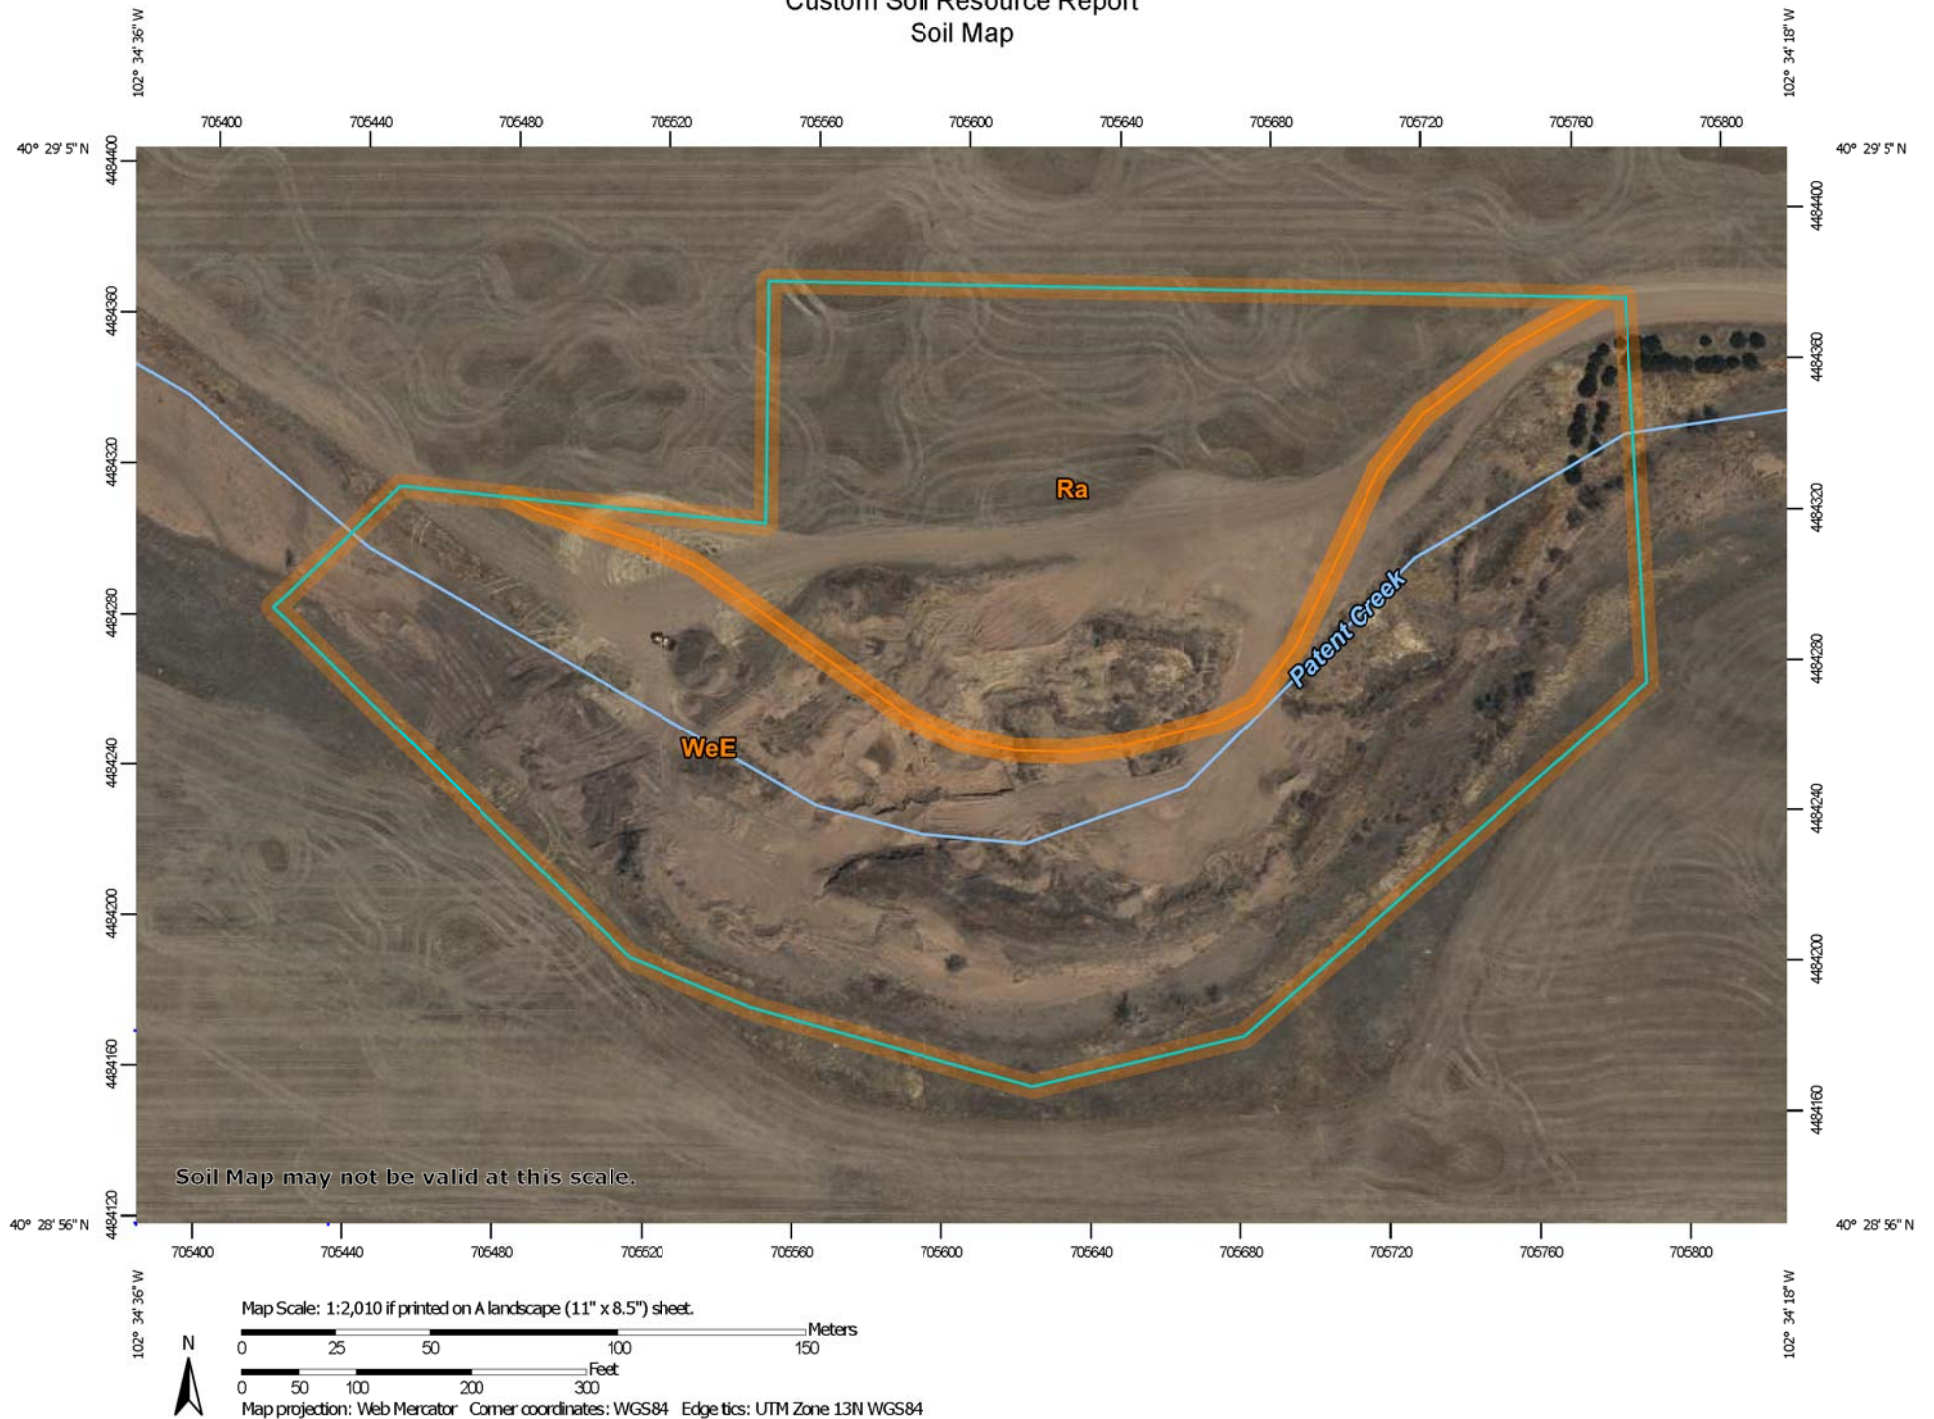 Custom Soil Resource Report
Soil Map
102° 34' 36" W
102° 34' 18" W
705400 705440 705480 705520 705560 705600 705640 705680 705720 705760 705800
40° 29' 5" N
40° 29' 5" N
4484400
4484400
4484360
4484360
4484320
Ra
4484320
4484280
Patent Creek
4484280
WeE
4484240
4484240
4484200
4484200
4484160
4484160
Soil Map may not be valid at this scale.
4484120
40° 28' 56" N
40° 28' 56" N
705400 705440 705480 705520 705560 705600 705640 705680 705720 705760 705800
102° 34' 36" W
102° 34' 18" W
Map Scale: 1:2,010 if printed on A landscape (11" x 8.5") sheet.
N
Meters
0 25 50 100 150
Feet
0 50 100 200 300
Map projection: Web Mercator Corner coordinates: WGS84 Edge tics: UTM Zone 13N WGS84